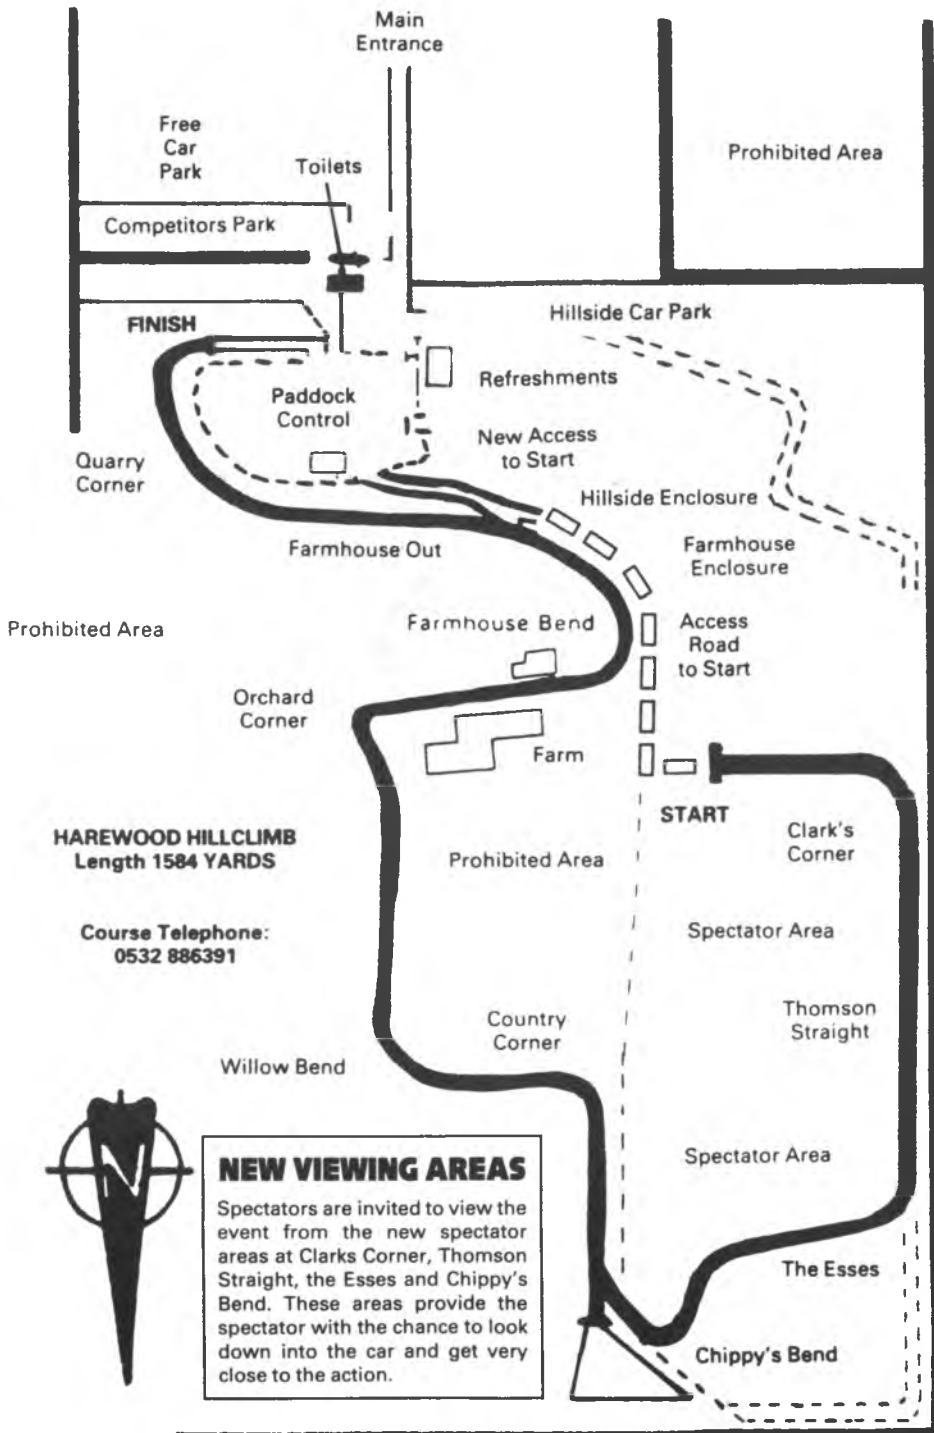 Main
Entrance
Free
Car
Park
Toilets
Prohibited Area
Competitors Park
FINISH
Hillside Car Park
Paddock
Control
Refreshments
New Access
to Start
Quarry
Corner
Hillside Enclosure
Farmhouse Out
Farmhouse
Enclosure
Prohibited Area
Farmhouse Bend
Access
Road
to Start
Orchard
Corner
Farm
START
HAREWOOD HILLCLIMB
Length 1584 YARDS
Clark's
Corner
Prohibited Area
Course Telephone:
0532 886391
Spectator Area
Country
Corner
Thomson
Straight
Willow Bend
N
NEW VIEWING AREAS
Spectators are invited to view the
event from the new spectator
areas at Clarks Corner, Thomson
Straight, the Esses and Chippy's
Bend. These areas provide the
spectator with the chance to look
down into the car and get very
close to the action.
Spectator Area
The Esses
Chippy's Bend